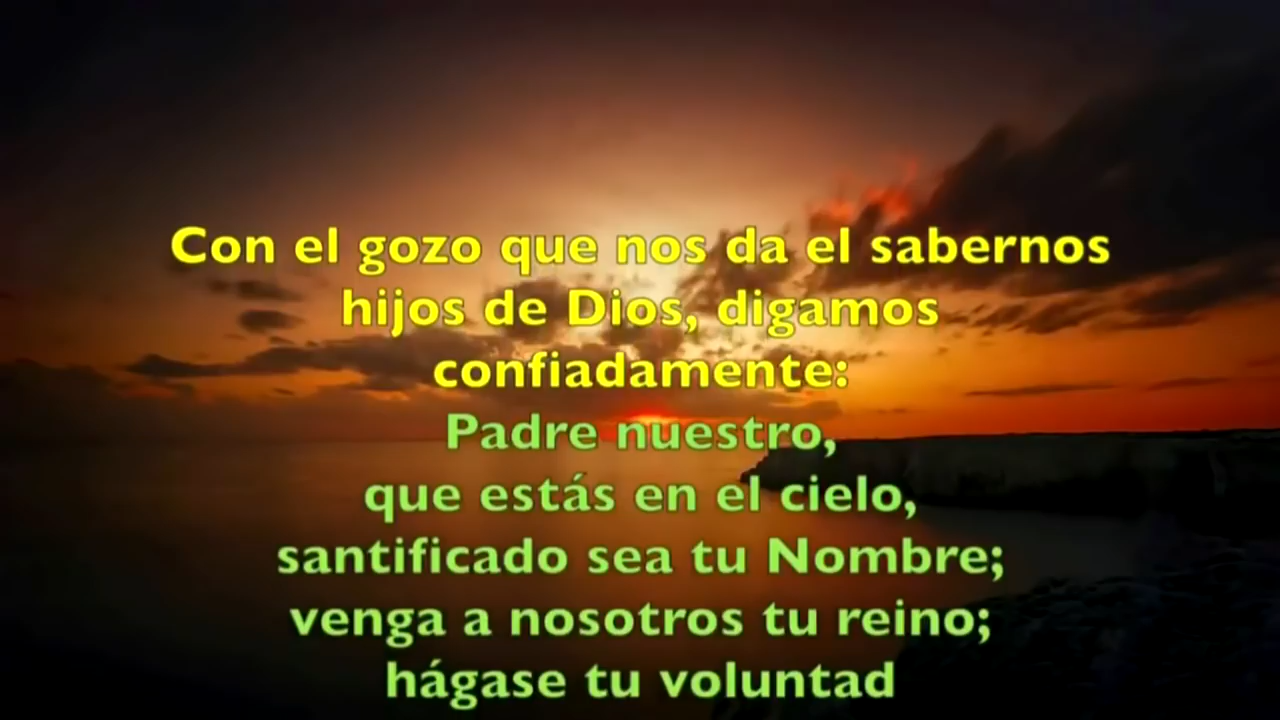 Con el gozo que nos da el sabernos
hijos de Dios, digamos
confiadamente:
Padre nuestro,
que estás en el cielo,
santificado sea tu Nombre;
venga a nosotros tu reino;
hágase tu voluntad